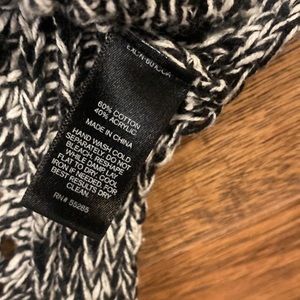 60% COTTON
40% ACRYLIC
MADE IN CHINA
HAND WASH COLD
SEPARATELY. DO NOT
BLEACH. RESHAPE
WHILE DAMP. LAY
FLAT TO DRY. COOL
IRON IF NEEDED. FOR
BEST RESULTS DRY
CLEAN.
RN# 55285